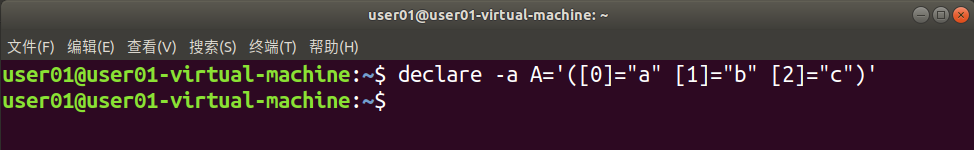 user01@user01-virtual-machine: ~
文件(F) 编辑(E) 查看(V) 搜索(S) 终端(T) 帮助(H)
user01@user01-virtual-machine:~$ declare -a A='([0]="a" [1]="b" [2]="c")'
user01@user01-virtual-machine:~$